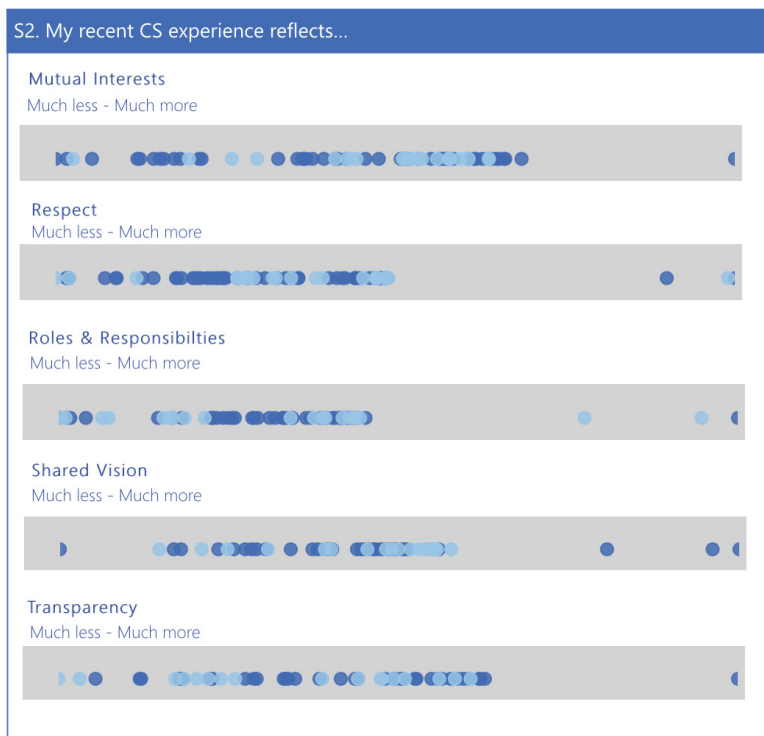 S2. My recent CS experience reflects...
Mutual Interests
Much less - Much more
Respect
Much less - Much more
Roles & Responsibilties
Much less - Much more
Shared Vision
Much less - Much more
Transparency
Much less - Much more